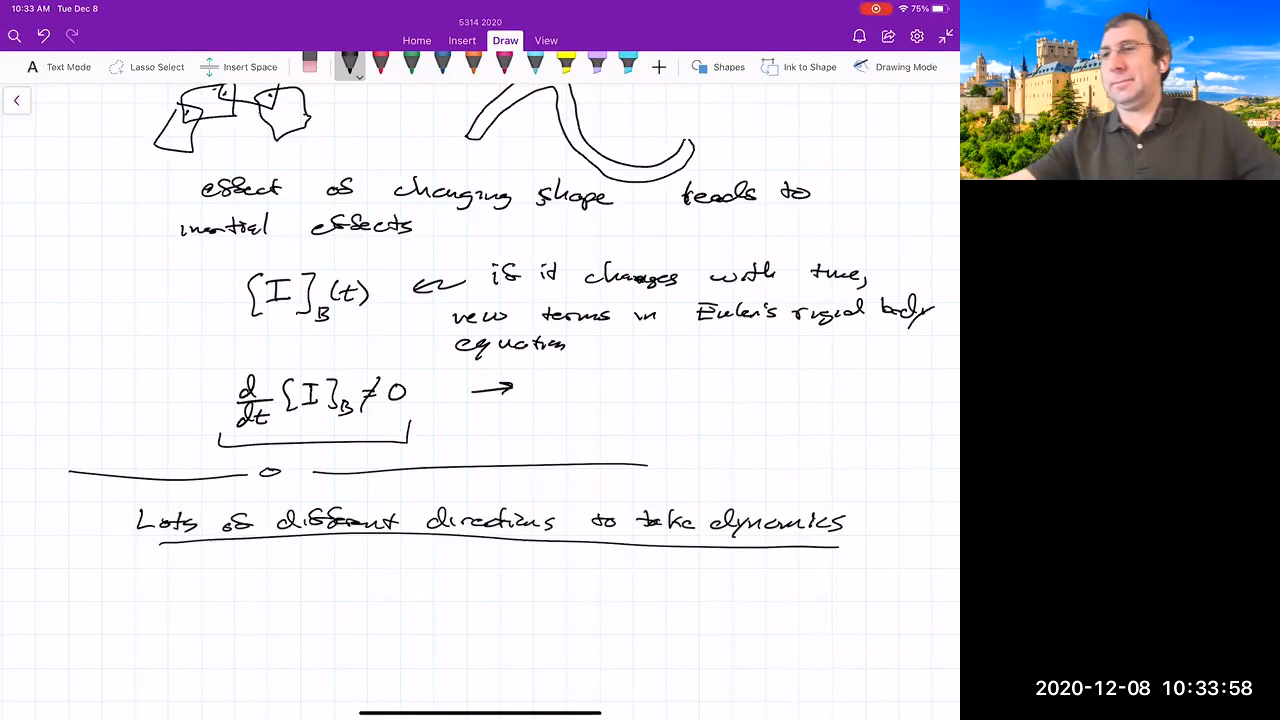 10:33 AM Tue Dec 8
75%
5314 2020
Home Insert Draw View
A Text Mode Lasso Select Insert Space + Shapes Ink to Shape Drawing Mode
effect of changing shape leads to
inertial effects
[I]_B (t) ← if it changes with time,
new terms in Euler's rigid body
equation
d/dt [I]_B ≠ 0 →
Lots of different directions to take dynamics
2020-12-08 10:33:58